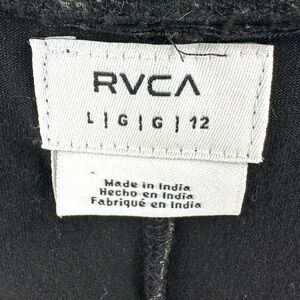 RVCA
L | G | G | 12
Made in India
Hecho en India
Fabriqué en India